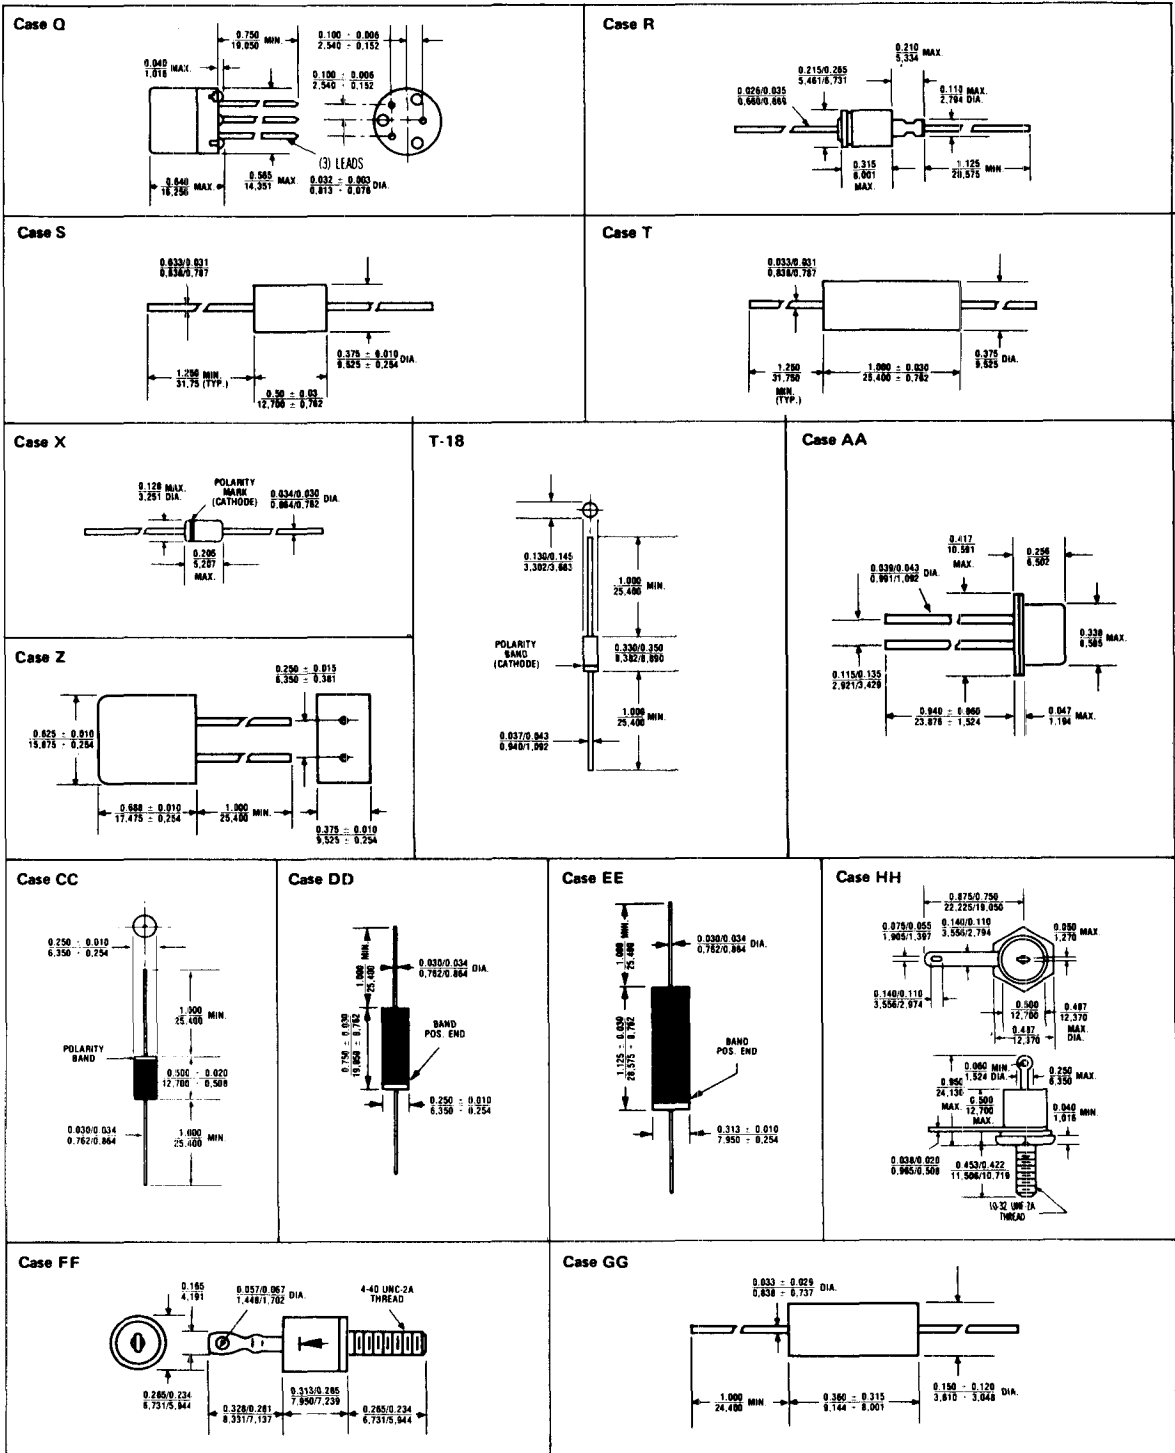 Case Q
0.750
19,050
MIN.
0.100 ± 0.006
2.540 ± 0.152
0.040
1,016
MAX.
0.100 ± 0.006
2.540 - 0.152
(3) LEADS
0.640
16,256
MAX.
0.565
14,351
MAX.
0.032 ± 0.003
0,813 - 0,076
DIA.
Case R
0.210
5,334
MAX.
0.215/0.265
5,461/6,731
0.026/0.035
0,660/0,889
0.110
2,794
MAX.
DIA.
0.315
8,001
MAX.
1.125
28,575
MIN
Case S
0.033/0.031
0,838/0,787
0.375 ± 0.010
9,525 ± 0,254
DIA.
1.250 MIN.
31,75 (TYP.)
0.50 ± 0.03
12,700 ± 0,762
Case T
0.033/0.031
0,838/0,787
0.375
9,525
DIA.
1.250
31,750
MIN.
(TYP.)
1.000 ± 0.030
25,400 ± 0,762
Case X
0.128 MAX.
3,251 DIA.
POLARITY
MARK
(CATHODE)
0.034/0.030
0,864/0,762
DIA.
0.205
5,207
MAX.
T-18
0.130/0.145
3,302/3,683
1.000
25,400
MIN.
POLARITY
BAND
(CATHODE)
0.330/0.350
8,382/8,890
1.000
25,400
MIN.
0.037/0.043
0,940/1,092
Case AA
0.417
10,591
MAX.
0.256
6,502
0.039/0.043
0,991/1,092
DIA.
0.338
8,585
MAX.
0.115/0.135
2,921/3,429
0.940 ± 0.060
23,876 ± 1,524
0.047
1,194
MAX.
Case Z
0.250 ± 0.015
6,350 ± 0,381
0.625 ± 0.010
15,875 ± 0,254
0.688 ± 0.010
17,475 ± 0,254
1.000
25,400
MIN.
0.375 ± 0.010
9,525 ± 0,254
Case CC
0.250 ± 0.010
6,350 - 0,254
1.000
25,400
MIN.
POLARITY
BAND
0.500 ± 0.020
12,700 - 0,508
0.030/0.034
0,762/0,864
1.000
25,400
MIN.
Case DD
1.000
25,400
MIN.
0.030/0.034
0,762/0,864
DIA.
0.750 ± 0.030
19,050 ± 0,762
BAND
POS. END
0.250 ± 0.010
6,350 - 0,254
Case EE
1.000
25,400
MIN.
0.030/0.034
0,762/0,864
DIA.
1.125 ± 0.030
28,575 - 0,762
BAND
POS. END
0.313 ± 0.010
7,950 ± 0,254
Case HH
0.875/0.750
22,225/19,050
0.075/0.055
1,905/1,397
0.140/0.110
3,556/2,794
0.050
1,270
MAX.
0.140/0.110
3,556/2,974
0.500
12,700
0.487
12,370
0.487
12,370
MAX.
DIA.
0.060 MIN.
1,524 DIA.
0.250
6,350
MAX.
0.950
24,130
MAX.
0.500
12,700
MAX.
0.040
1,016
MIN.
0.038/0.020
0,965/0,508
0.453/0.422
11,506/10,719
10-32 UNF-2A
THREAD
Case FF
0.165
4,191
0.057/0.067
1,448/1,702
DIA.
4-40 UNC-2A
THREAD
0.265/0.234
6,731/5,944
0.328/0.281
8,331/7,137
0.313/0.285
7,950/7,239
0.265/0.234
6,731/5,944
Case GG
0.033 ± 0.029
0,838 ± 0,737
DIA.
1.000
24,400
MIN.
0.360 ± 0.315
9,144 - 8,001
0.150 - 0.120
3,810 - 3,048
DIA.